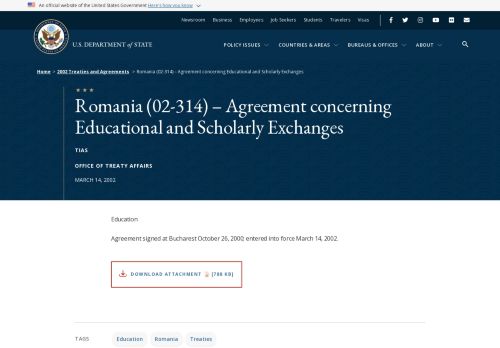 An official website of the United States Government Here's how you know
Newsroom Business Employees Job Seekers Students Travelers Visas
U.S. DEPARTMENT of STATE
POLICY ISSUES COUNTRIES & AREAS BUREAUS & OFFICES ABOUT
Home > 2002 Treaties and Agreements > Romania (02-314) – Agreement concerning Educational and Scholarly Exchanges
Romania (02-314) – Agreement concerning
Educational and Scholarly Exchanges
TIAS
OFFICE OF TREATY AFFAIRS
MARCH 14, 2002
Education
Agreement signed at Bucharest October 26, 2000; entered into force March 14, 2002.
DOWNLOAD ATTACHMENT [788 KB]
TAGS
Education Romania Treaties